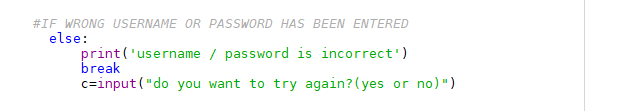 #IF WRONG USERNAME OR PASSWORD HAS BEEN ENTERED
else:
print('username / password is incorrect')
break
c=input("do you want to try again?(yes or no)")